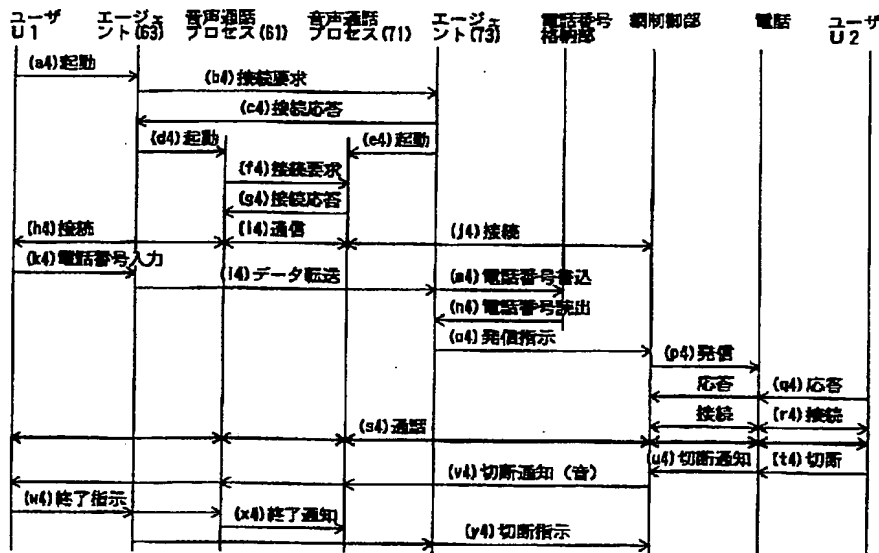 ユーザ
U1
エージェ
ント(63)
音声通話
プロセス(61)
音声通話
プロセス(71)
エージェ
ント(73)
電話番号
格納部
網制御部
電話
ユーザ
U2
(a4)起動
(b4)接続要求
(c4)接続応答
(d4)起動
(e4)起動
(f4)接続要求
(g4)接続応答
(h4)接続
(i4)通信
(j4)接続
(k4)電話番号入力
(l4)データ転送
(m4)電話番号書込
(n4)電話番号読出
(o4)発信指示
(p4)発信
応答
(q4)応答
接続
(r4)接続
(s4)通話
(u4)切断通知
(t4)切断
(v4)切断通知（音）
(w4)終了指示
(x4)終了通知
(y4)切断指示